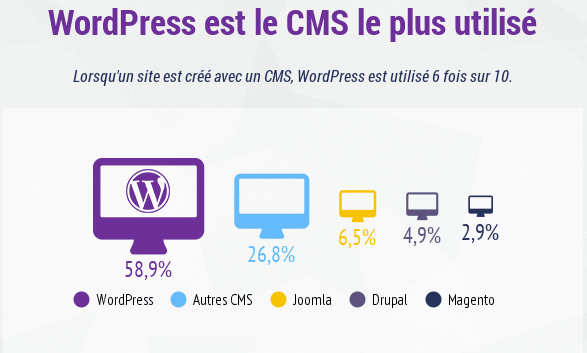 WordPress est le CMS le plus utilisé
Lorsqu'un site est créé avec un CMS, WordPress est utilisé 6 fois sur 10.
W
58,9% 26,8% 6,5% 4,9% 2,9%
WordPress Autres CMS Joomla Drupal Magento